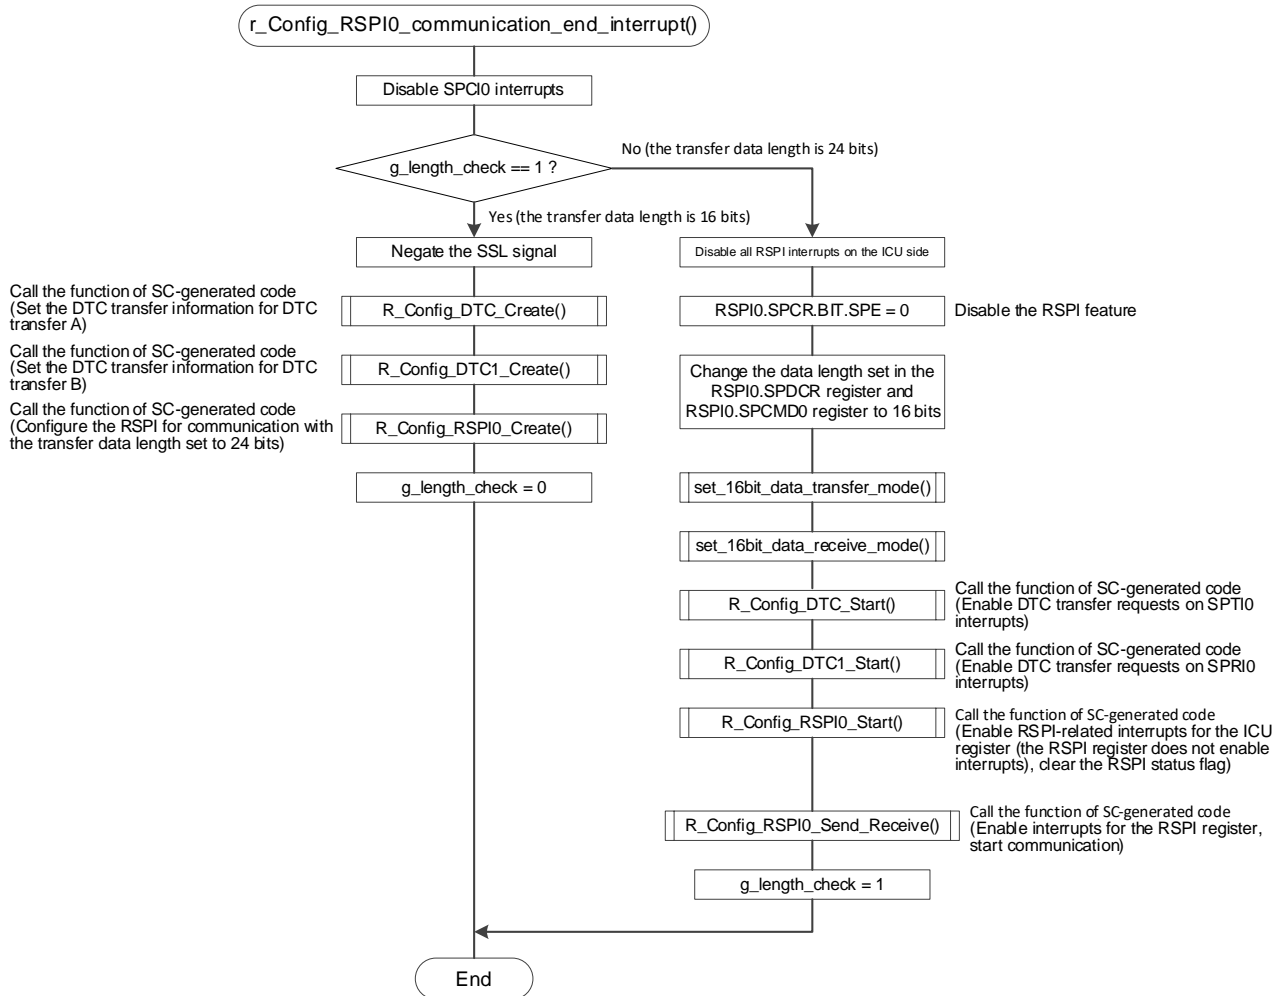 r_Config_RSPI0_communication_end_interrupt()
Disable SPCI0 interrupts
g_length_check == 1 ?
No (the transfer data length is 24 bits)
Yes (the transfer data length is 16 bits)
Negate the SSL signal
Call the function of SC-generated code
(Set the DTC transfer information for DTC
transfer A)
R_Config_DTC_Create()
Call the function of SC-generated code
(Set the DTC transfer information for DTC
transfer B)
R_Config_DTC1_Create()
Call the function of SC-generated code
(Configure the RSPI for communication with
the transfer data length set to 24 bits)
R_Config_RSPI0_Create()
g_length_check = 0
Disable all RSPI interrupts on the ICU side
RSPI0.SPCR.BIT.SPE = 0
Disable the RSPI feature
Change the data length set in the
RSPI0.SPDCR register and
RSPI0.SPCMD0 register to 16 bits
set_16bit_data_transfer_mode()
set_16bit_data_receive_mode()
R_Config_DTC_Start()
Call the function of SC-generated code
(Enable DTC transfer requests on SPTI0
interrupts)
R_Config_DTC1_Start()
Call the function of SC-generated code
(Enable DTC transfer requests on SPRI0
interrupts)
R_Config_RSPI0_Start()
Call the function of SC-generated code
(Enable RSPI-related interrupts for the ICU
register (the RSPI register does not enable
interrupts), clear the RSPI status flag)
R_Config_RSPI0_Send_Receive()
Call the function of SC-generated code
(Enable interrupts for the RSPI register,
start communication)
g_length_check = 1
End